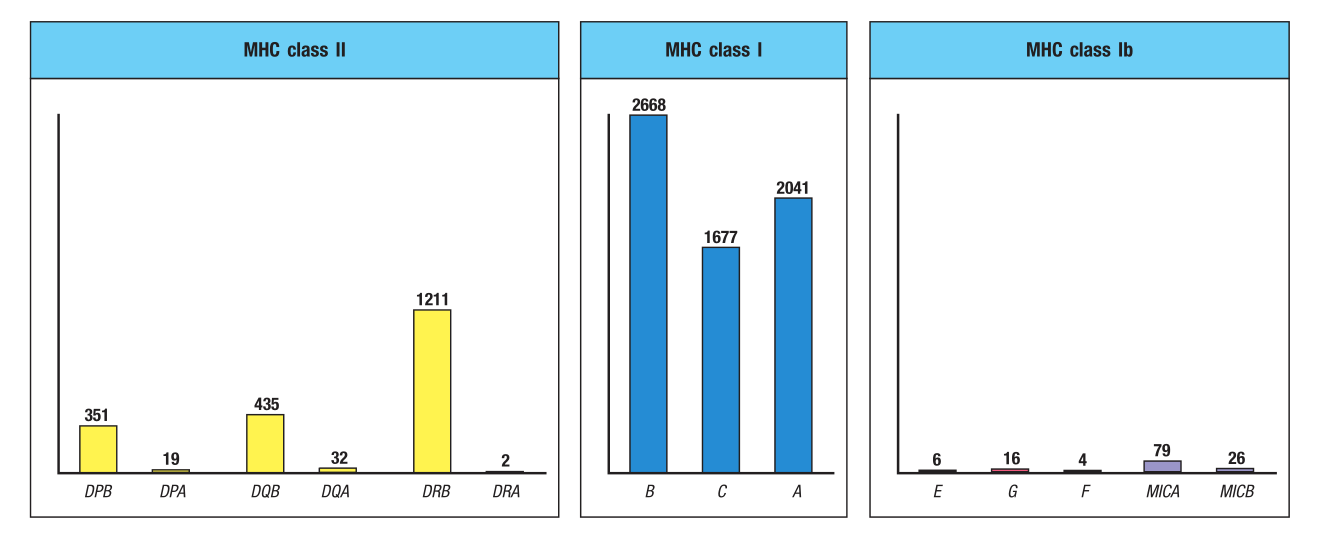 MHC class II
351
19
435
32
1211
2
DPB DPA DQB DQA DRB DRA
MHC class I
2668
1677
2041
B C A
MHC class Ib
6
16
4
79
26
E G F MICA MICB